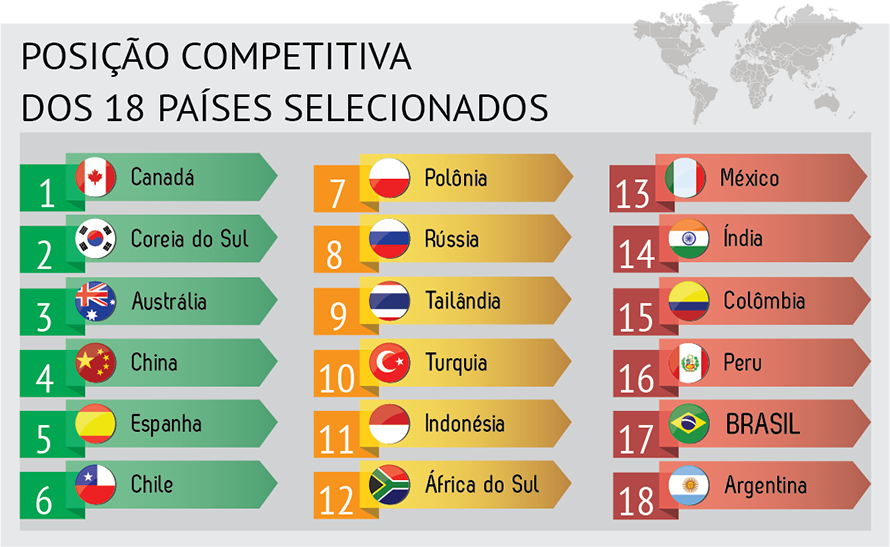 POSIÇÃO COMPETITIVA
DOS 18 PAÍSES SELECIONADOS
1 Canadá
2 Coreia do Sul
3 Austrália
4 China
5 Espanha
6 Chile
7 Polônia
8 Rússia
9 Tailândia
10 Turquia
11 Indonésia
12 África do Sul
13 México
14 Índia
15 Colômbia
16 Peru
17 BRASIL
18 Argentina